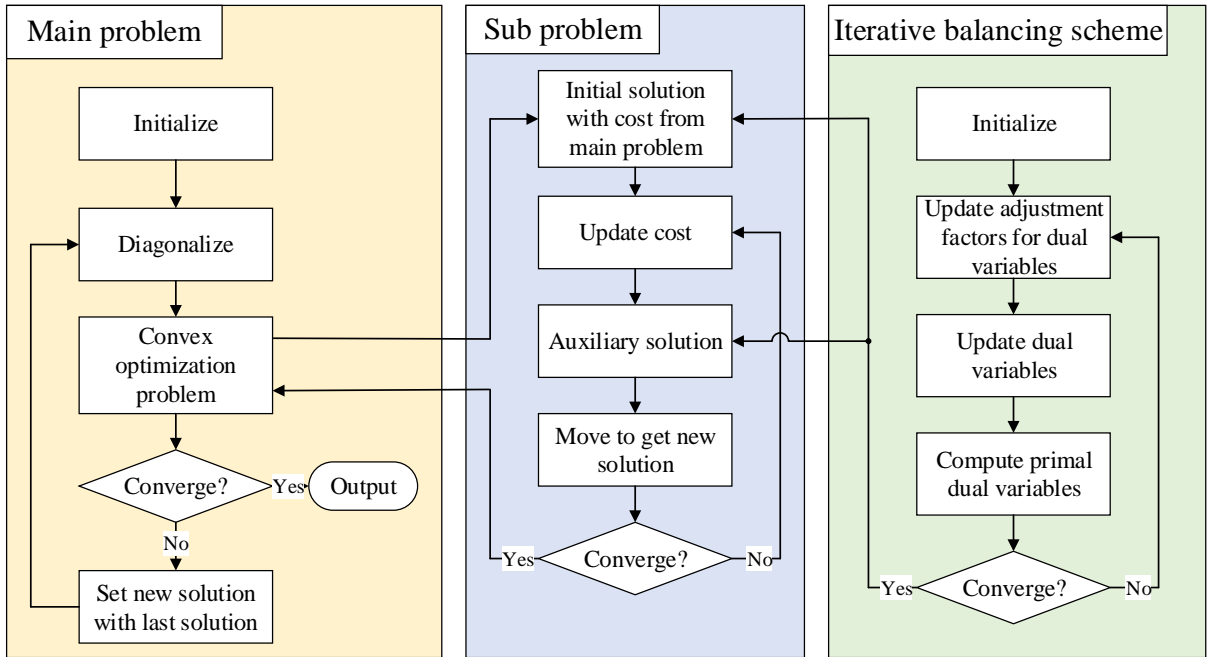 Main problem
Initialize
Diagonalize
Convex
optimization
problem
Converge?
Yes
Output
No
Set new solution
with last solution
Sub problem
Initial solution
with cost from
main problem
Update cost
Auxiliary solution
Move to get new
solution
Yes
Converge?
No
Iterative balancing scheme
Initialize
Update adjustment
factors for dual
variables
Update dual
variables
Compute primal
dual variables
Yes
Converge?
No